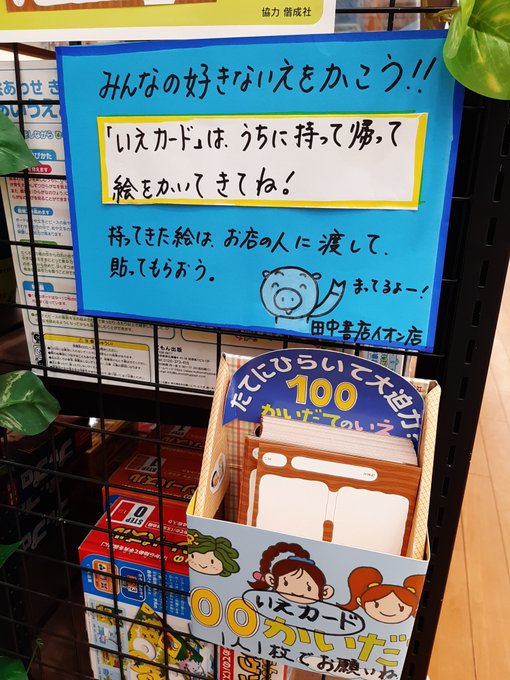 協力 偕成社
みんなの好きないえをかこう!!
「いえカード」は、うちに持って帰って
絵をかいてきてね!
持ってきた絵は、お店の人に渡して、
貼ってもらおう。
まってるよー!
田中書店イオン店
たてにひらいて大迫力!
100
かいだてのいえ
いえカード
00かいだ
1人1枚でお願いね
STEP
0